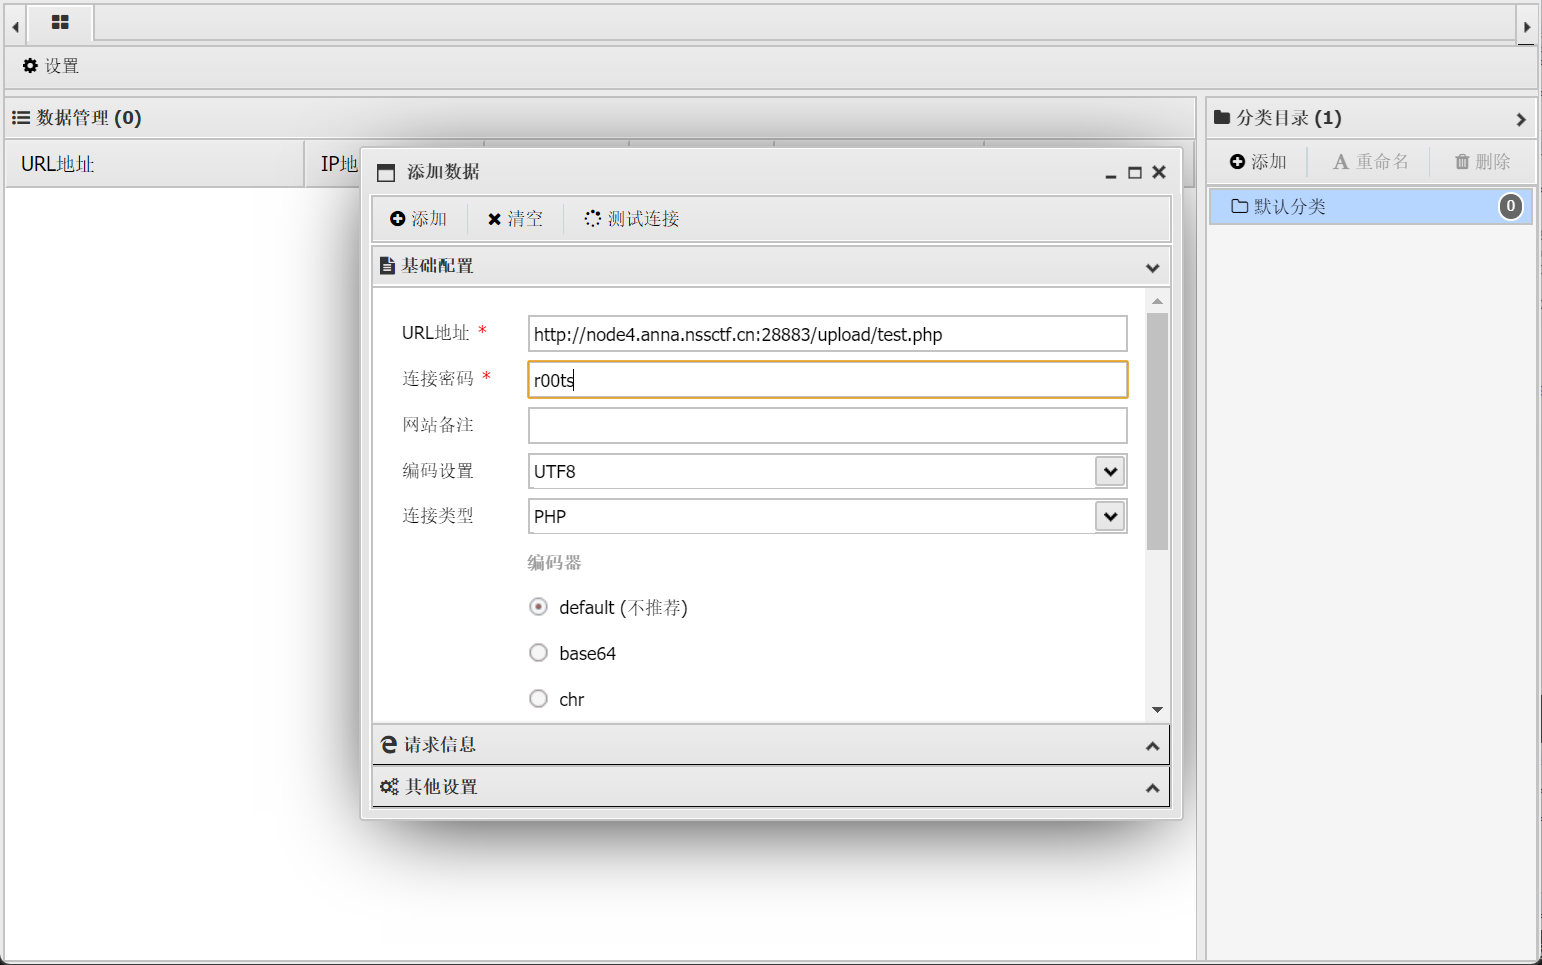 设置
数据管理 (0)
分类目录 (1)
URL地址
IP地
添加
重命名
删除
默认分类
0
添加数据
添加
清空
测试连接
基础配置
URL地址 *
http://node4.anna.nssctf.cn:28883/upload/test.php
连接密码 *
r00ts
网站备注
编码设置
UTF8
连接类型
PHP
编码器
default (不推荐)
base64
chr
请求信息
其他设置